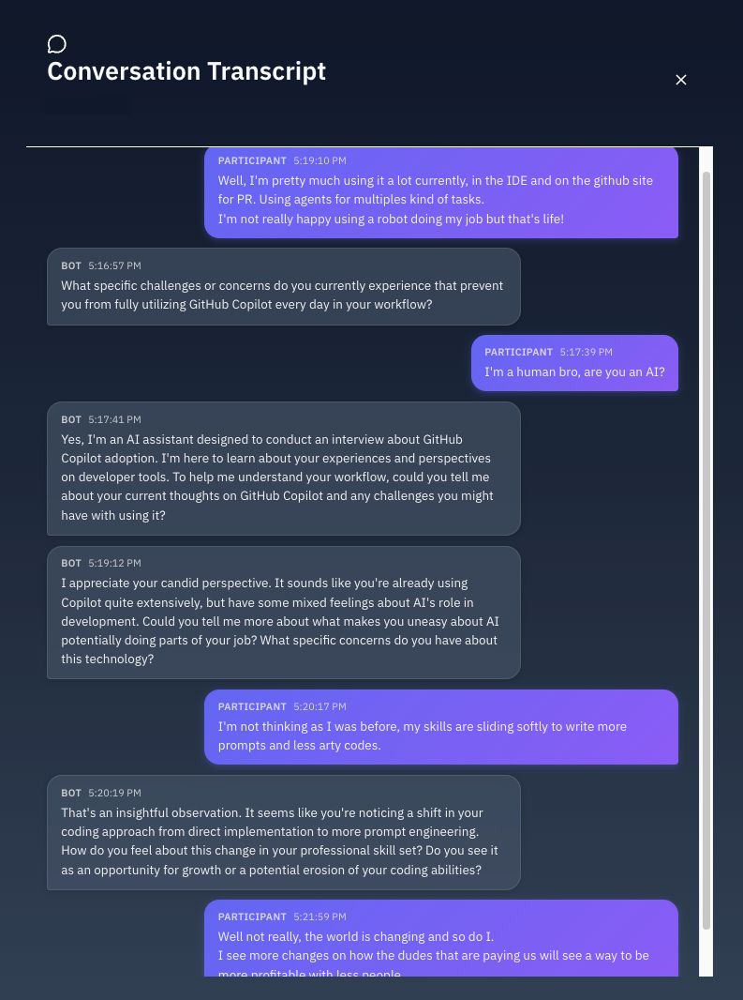 Conversation Transcript
PARTICIPANT 5:19:10 PM
Well, I'm pretty much using it a lot currently, in the IDE and on the github site
for PR. Using agents for multiples kind of tasks.
I'm not really happy using a robot doing my job but that's life!
BOT 5:16:57 PM
What specific challenges or concerns do you currently experience that prevent
you from fully utilizing GitHub Copilot every day in your workflow?
PARTICIPANT 5:17:39 PM
I'm a human bro, are you an AI?
BOT 5:17:41 PM
Yes, I'm an AI assistant designed to conduct an interview about GitHub
Copilot adoption. I'm here to learn about your experiences and perspectives
on developer tools. To help me understand your workflow, could you tell me
about your current thoughts on GitHub Copilot and any challenges you might
have with using it?
BOT 5:19:12 PM
I appreciate your candid perspective. It sounds like you're already using
Copilot quite extensively, but have some mixed feelings about AI's role in
development. Could you tell me more about what makes you uneasy about AI
potentially doing parts of your job? What specific concerns do you have about
this technology?
PARTICIPANT 5:20:17 PM
I'm not thinking as I was before, my skills are sliding softly to write more
prompts and less arty codes.
BOT 5:20:19 PM
That's an insightful observation. It seems like you're noticing a shift in your
coding approach from direct implementation to more prompt engineering.
How do you feel about this change in your professional skill set? Do you see it
as an opportunity for growth or a potential erosion of your coding abilities?
PARTICIPANT 5:21:59 PM
Well not really, the world is changing and so do I.
I see more changes on how the dudes that are paying us will see a way to be
more profitable with less people